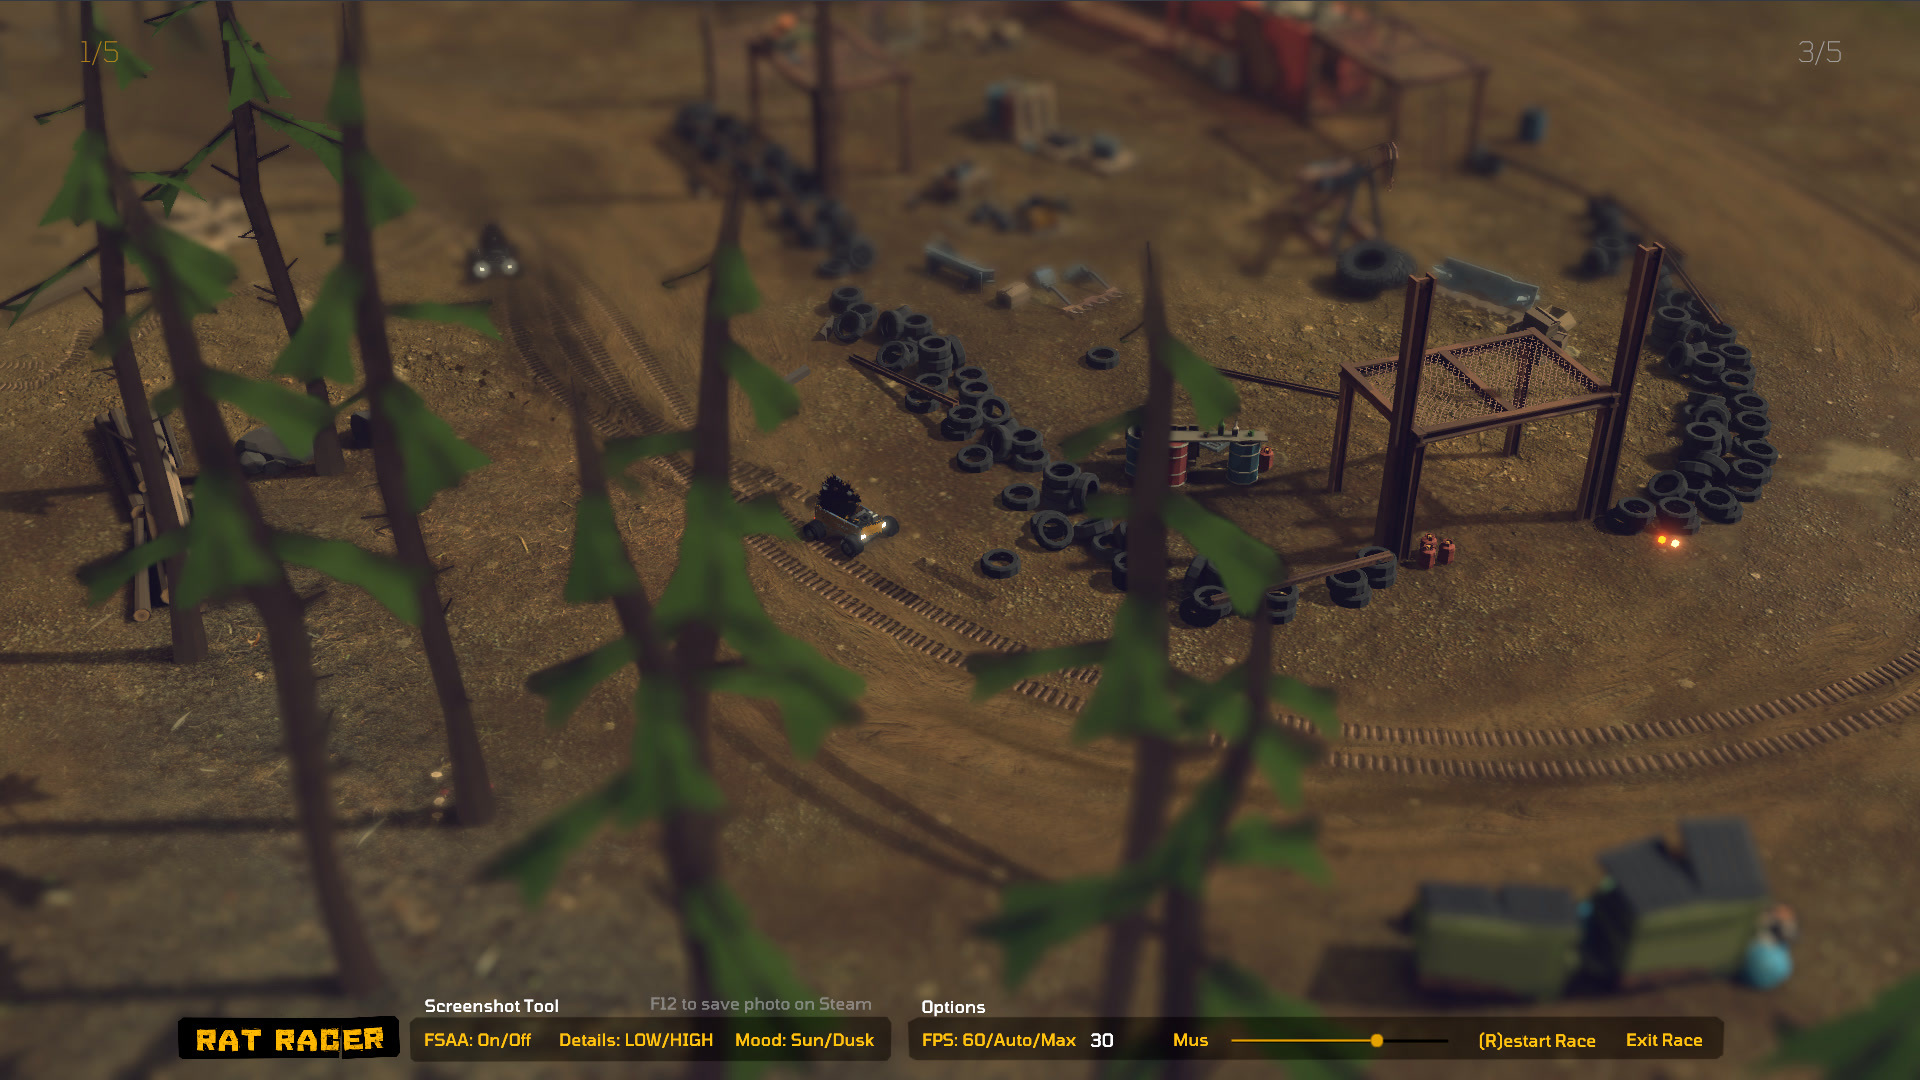 1/5
3/5
Screenshot Tool
F12 to save photo on Steam
Options
RAT RACER
FSAA: On/Off
Details: LOW/HIGH
Mood: Sun/Dusk
FPS: 60/Auto/Max
30
Mus
(R)estart Race
Exit Race